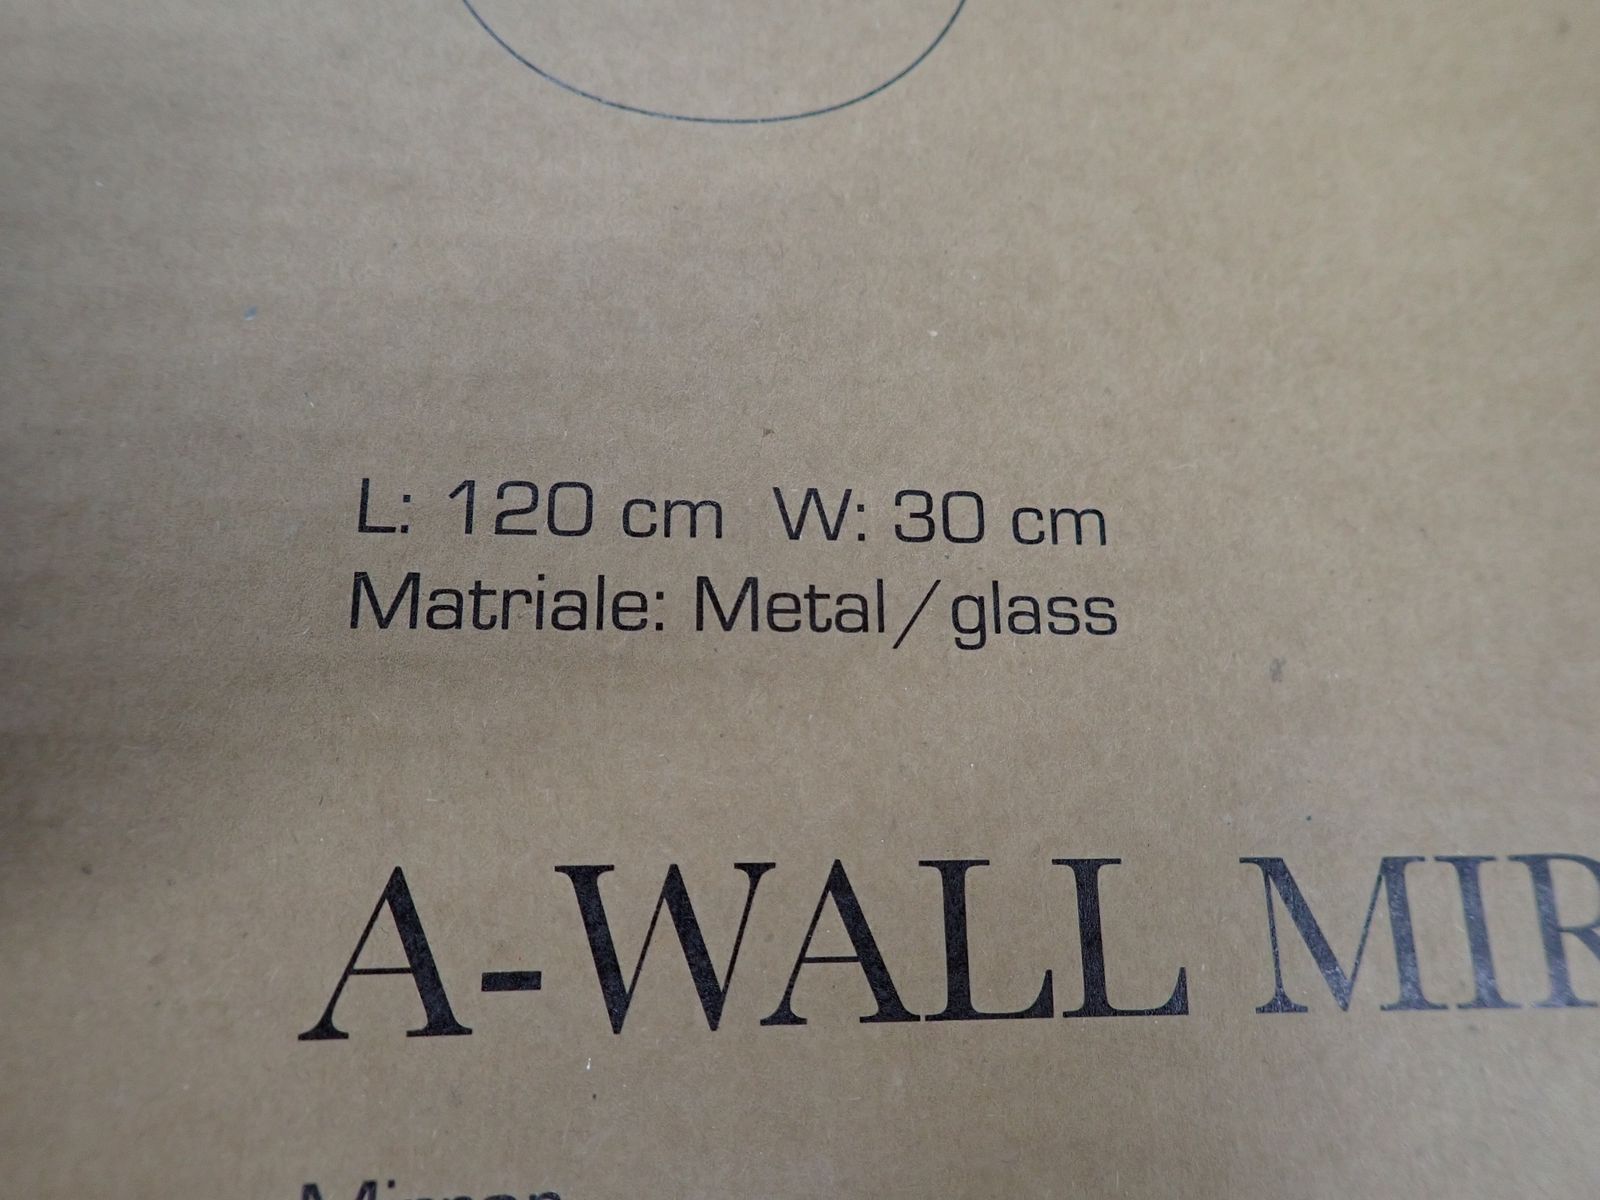 L: 120 cm W: 30 cm
Matriale: Metal/glass
A-WALL MIR